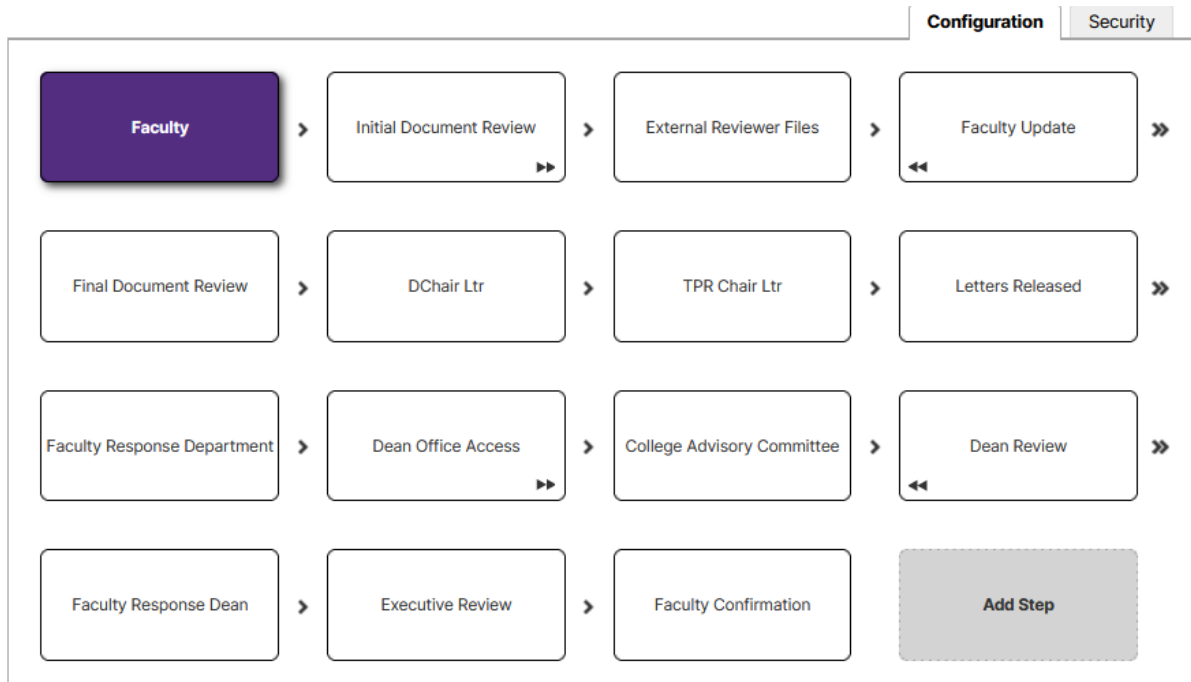 Configuration
Security
Faculty
Initial Document Review
External Reviewer Files
Faculty Update
Final Document Review
DChair Ltr
TPR Chair Ltr
Letters Released
Faculty Response Department
Dean Office Access
College Advisory Committee
Dean Review
Faculty Response Dean
Executive Review
Faculty Confirmation
Add Step